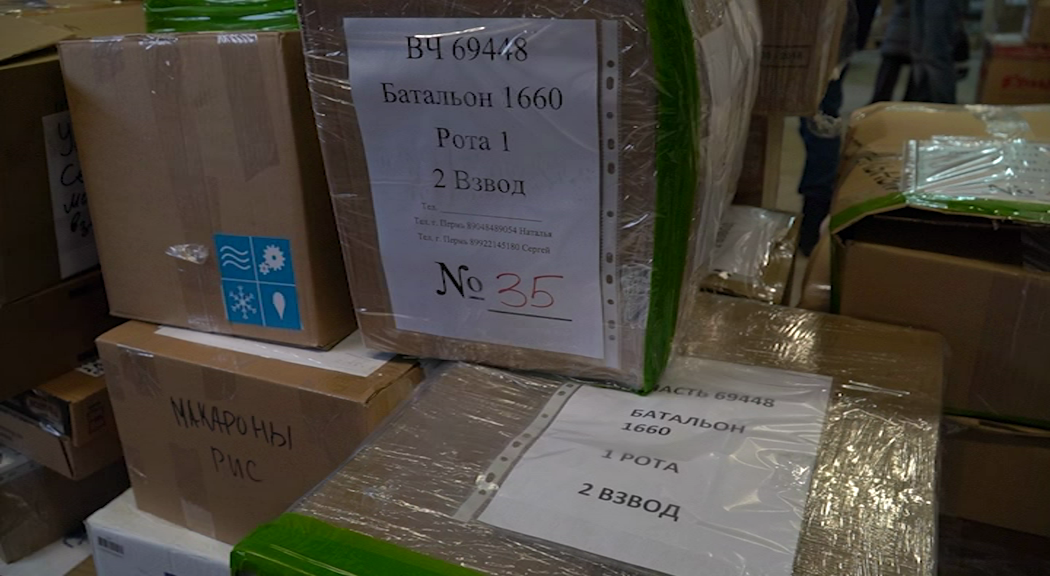 ВЧ 69448
Батальон 1660
Рота 1
2 Взвод
Тел.
Тел. г. Пермь 89048489054 Наталья
Тел. г. Пермь 89922145180 Сергей
№ 35
МАКАРОНЫ
РИС
ЧАСТЬ 69448
БАТАЛЬОН
1660
1 РОТА
2 ВЗВОД